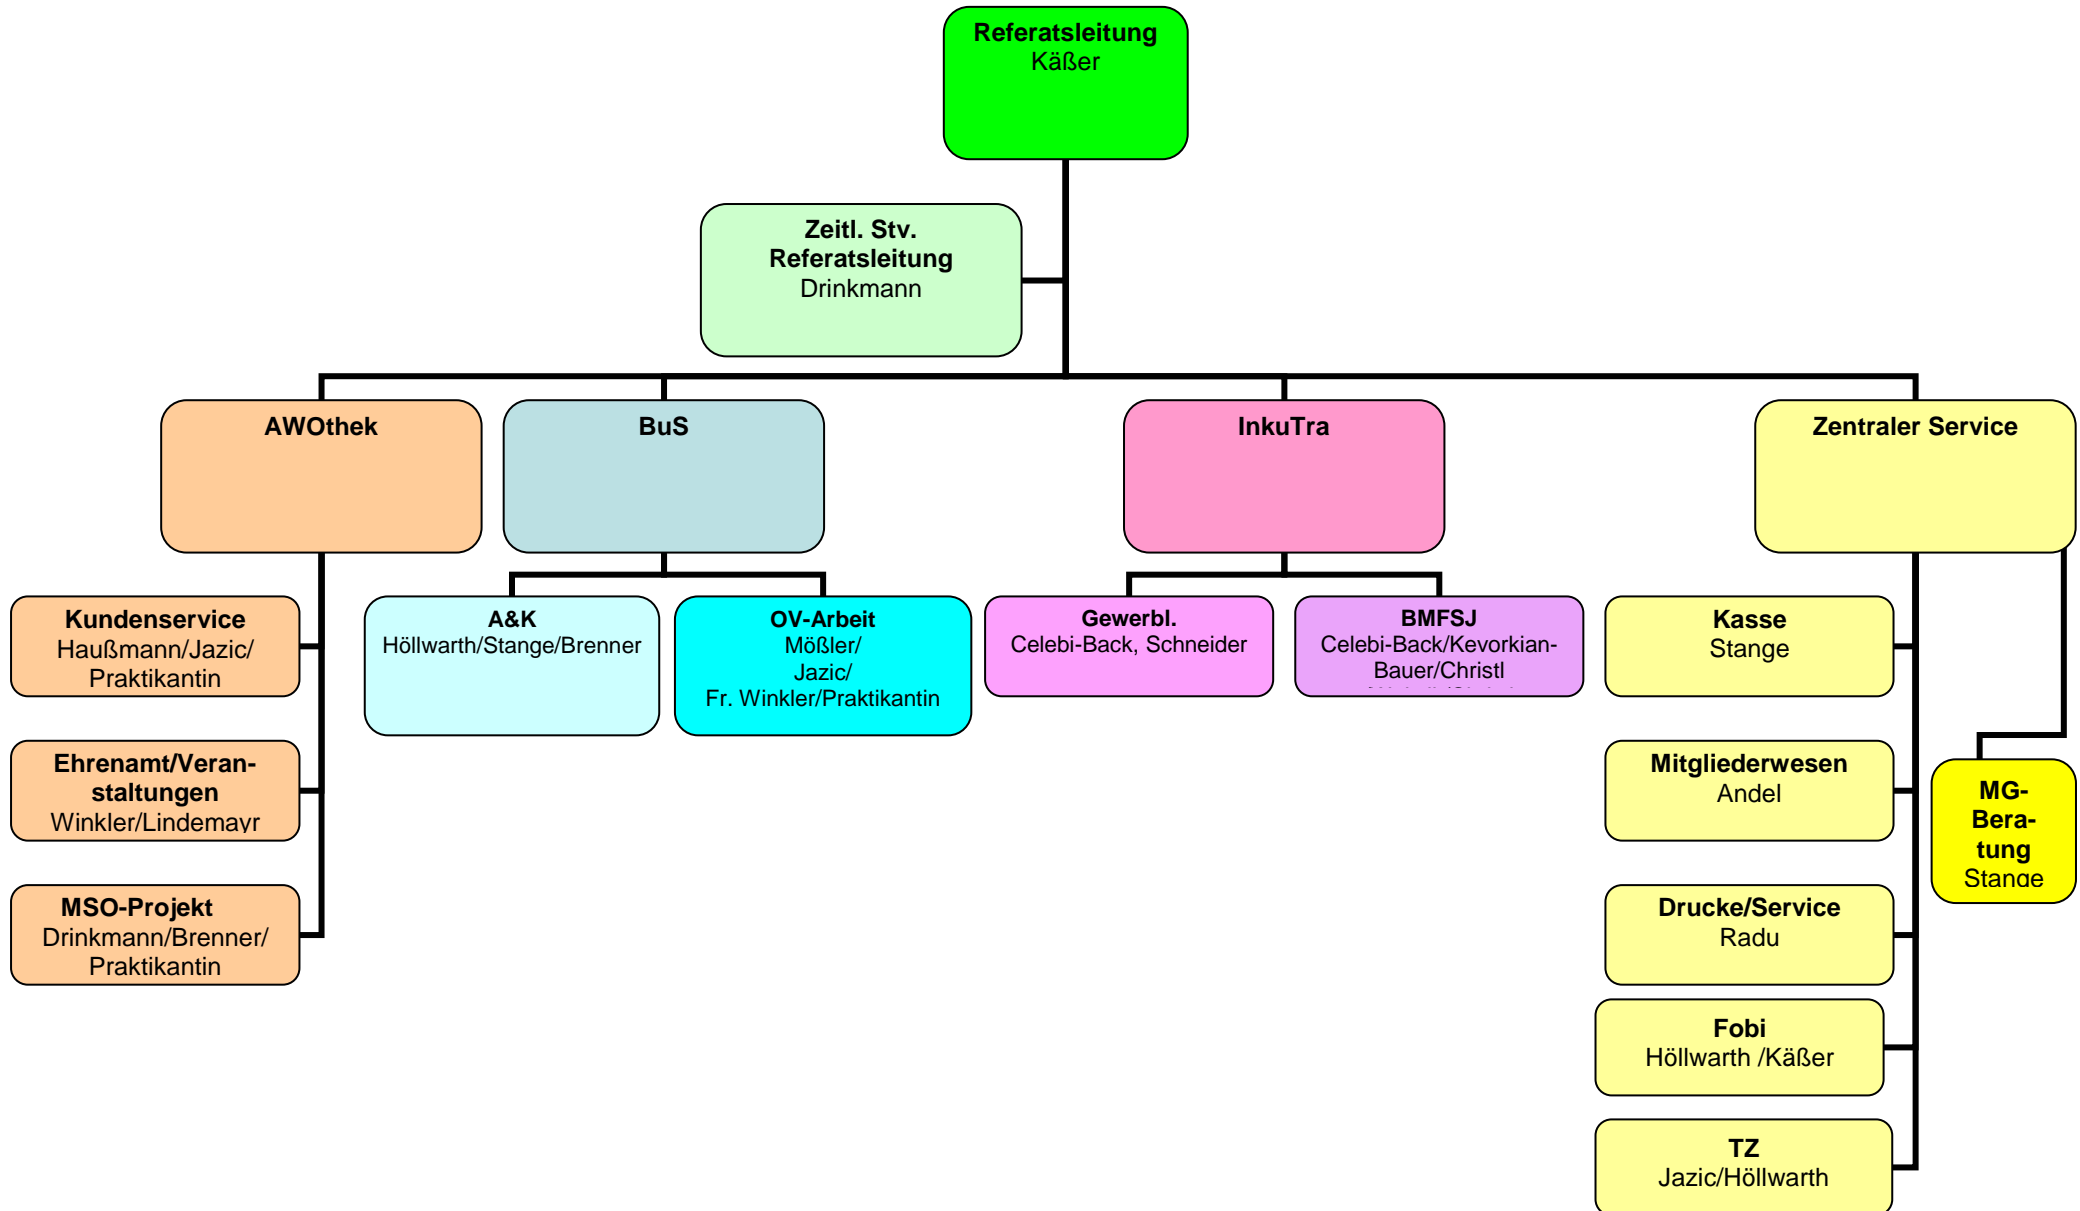 Referatsleitung
Käßer
Zeitl. Stv.
Referatsleitung
Drinkmann
AWOthek
BuS
InkuTra
Zentraler Service
Kundenservice
Haußmann/Jazic/
Praktikantin
A&K
Höllwarth/Stange/Brenner
OV-Arbeit
Mößler/
Jazic/
Fr. Winkler/Praktikantin
Gewerbl.
Celebi-Back, Schneider
BMFSJ
Celebi-Back/Kevorkian-
Bauer/Christl
Kasse
Stange
Ehrenamt/Veran-
staltungen
Winkler/Lindemayr
Mitgliederwesen
Andel
MG-
Bera-
tung
Stange
MSO-Projekt
Drinkmann/Brenner/
Praktikantin
Drucke/Service
Radu
Fobi
Höllwarth /Käßer
TZ
Jazic/Höllwarth